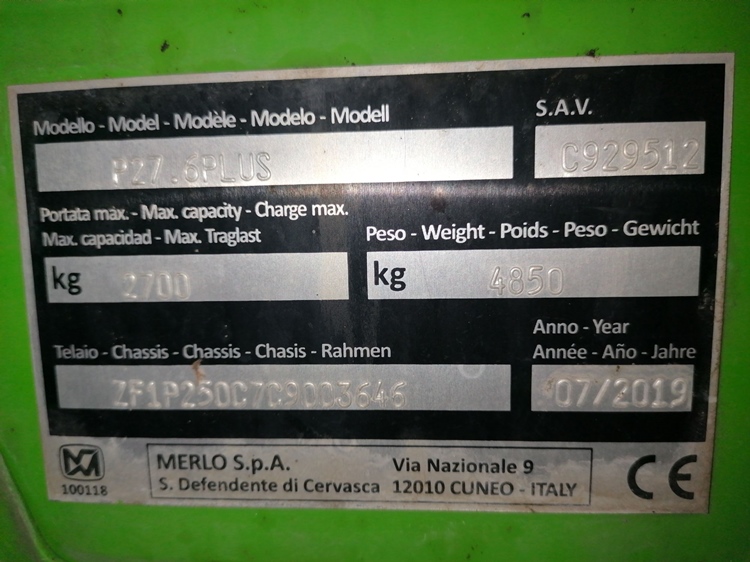 Modello - Model - Modèle - Modelo - Modell
P27.6PLUS
S.A.V.
C929512
Portata max. - Max. capacity - Charge max.
Max. capacidad - Max. Traglast
kg 2700
Peso - Weight - Poids - Peso - Gewicht
kg 4850
Telaio - Chassis - Chassis - Chasis - Rahmen
ZF1P250C7C9003646
Anno - Year
Année - Año - Jahre
07/2019
100118
MERLO S.p.A. Via Nazionale 9
S. Defendente di Cervasca 12010 CUNEO - ITALY
CE